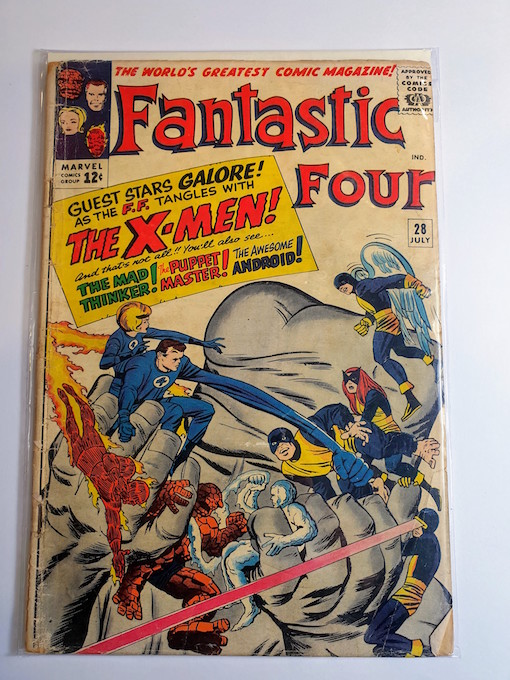 THE WORLD'S GREATEST COMIC MAGAZINE!
Fantastic
Four
APPROVED
BY THE
COMICS
CODE
CA
AUTHORITY
IND.
MARVEL
COMICS
GROUP 12¢
28
JULY
GUEST STARS GALORE!
AS THE F.F. TANGLES WITH
THE X-MEN!
And that's not all!! You'll also see...
THE MAD
THINKER!
The PUPPET
MASTER!
THE AWESOME
ANDROID!
4
4